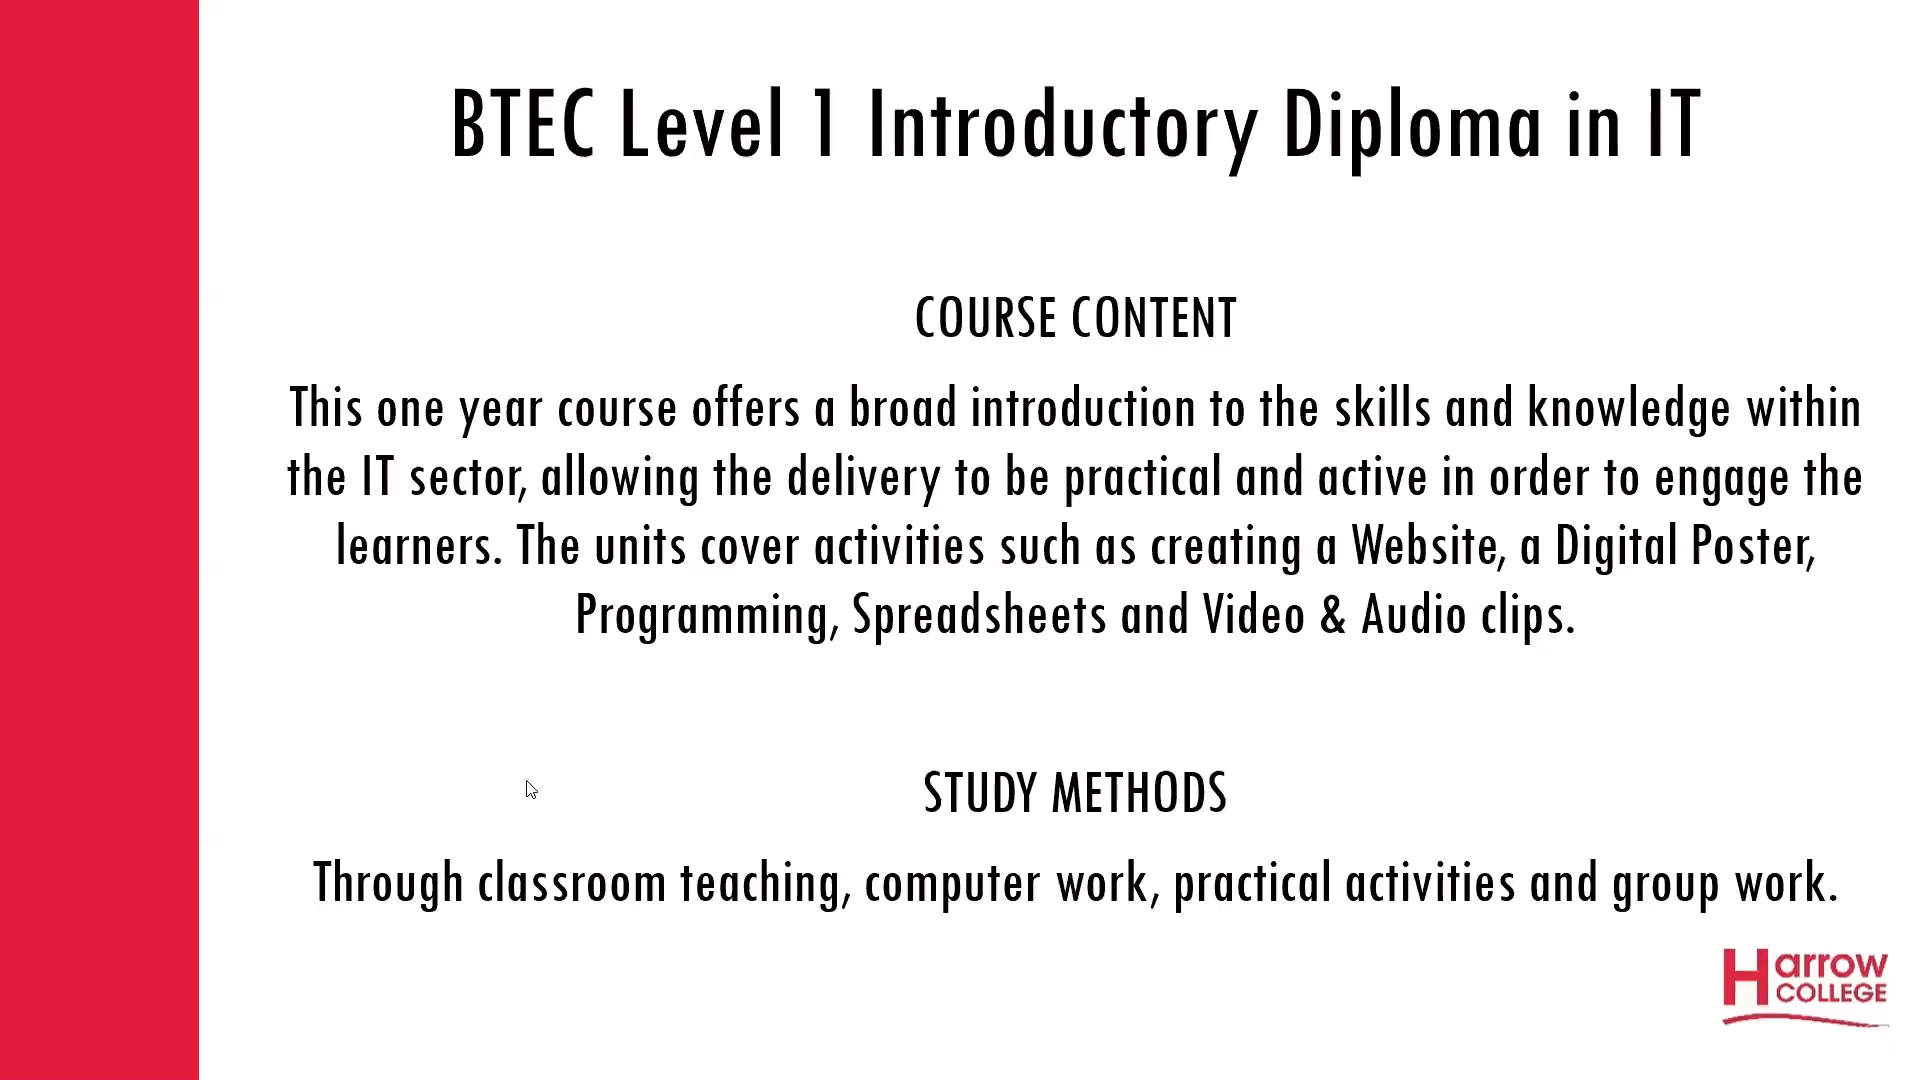 BTEC Level 1 Introductory Diploma in IT
COURSE CONTENT
This one year course offers a broad introduction to the skills and knowledge within
the IT sector, allowing the delivery to be practical and active in order to engage the
learners. The units cover activities such as creating a Website, a Digital Poster,
Programming, Spreadsheets and Video & Audio clips.
STUDY METHODS
Through classroom teaching, computer work, practical activities and group work.
Harrow
COLLEGE